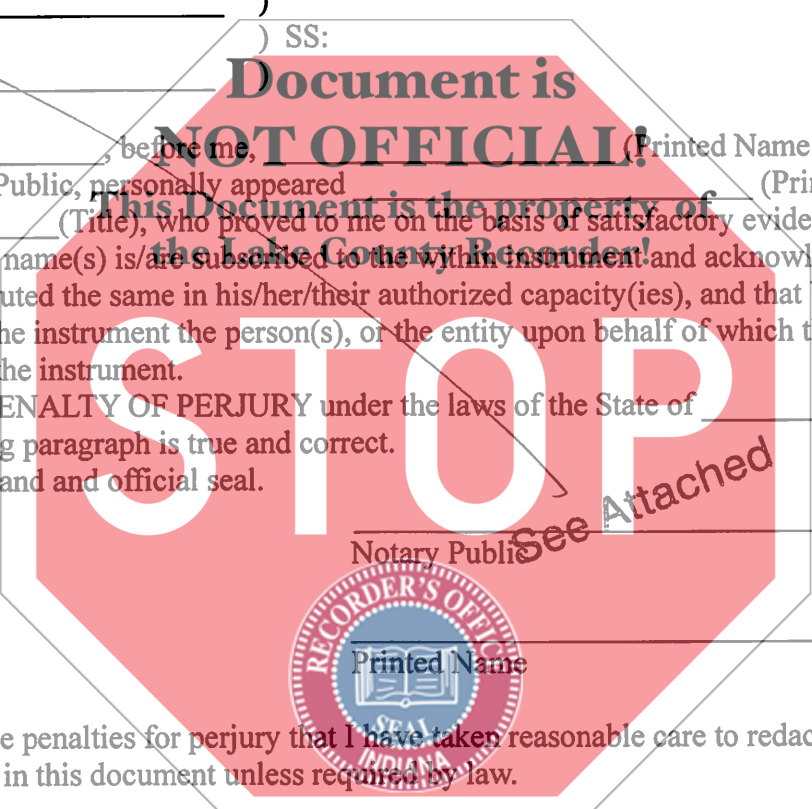 )
) SS:
Document is
NOT OFFICIAL!
, before me, (Printed Name
Public, personally appeared (Prin
This Document is the property of
(Title), who proved to me on the basis of satisfactory evide
the Lake County Recorder!
name(s) is/are subscribed to the within instrument and acknowl
uted the same in his/her/their authorized capacity(ies), and that
he instrument the person(s), or the entity upon behalf of which t
he instrument.
STOP
ENALTY OF PERJURY under the laws of the State of
g paragraph is true and correct.
and and official seal.
See Attached
Notary Public
RECORDER'S OFFIC
Printed Name
SEAL
INDIANA
e penalties for perjury that I have taken reasonable care to redac
in this document unless required by law.